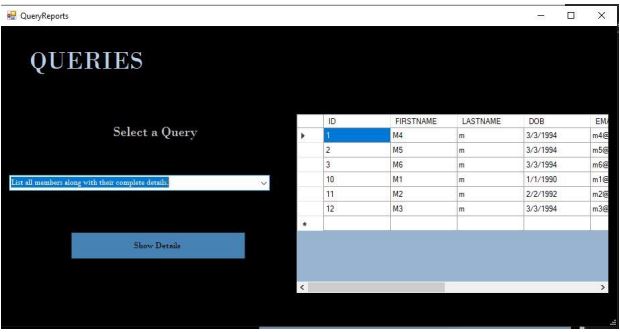 QueryReports
QUERIES
Select a Query
List all members along with their complete details.
Show Details
ID FIRSTNAME LASTNAME DOB EM
1 M4 m 3/3/1994 m4@
2 M5 m 3/3/1994 m5@
3 M6 m 3/3/1994 m6@
10 M1 m 1/1/1990 m1@
11 M2 m 2/2/1992 m2@
12 M3 m 3/3/1994 m3@